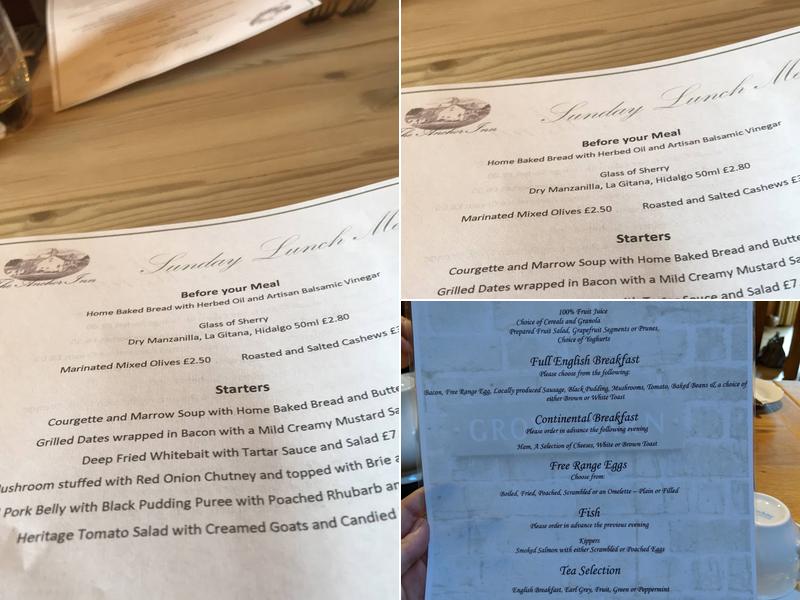 The Anchor Inn
Sunday Lunch
Before your Meal
Home Baked Bread with Herbed Oil and Artisan Balsamic Vinegar
Glass of Sherry
Dry Manzanilla, La Gitana, Hidalgo 50ml £2.80
Marinated Mixed Olives £2.50 Roasted and Salted Cashews
Starters
Courgette and Marrow Soup with Home Baked Bread and
Grilled Dates wrapped in Bacon with a Mild Creamy Mustard
Deep Fried Whitebait with Tartar Sauce and Salad £7
stuffed with Red Onion Chutney and topped with Brie
Pork Belly with Black Pudding Puree with Poached Rhubarb
Heritage Tomato Salad with Creamed Goats and Candied
The Anchor Inn
Sunday Lunch
Before your Meal
Home Baked Bread with Herbed Oil and Artisan Balsamic Vinegar
Glass of Sherry
Dry Manzanilla, La Gitana, Hidalgo 50ml £2.80
Marinated Mixed Olives £2.50 Roasted and Salted Cashews
Starters
Courgette and Marrow Soup with Home Baked Bread and
Grilled Dates wrapped in Bacon with a Mild Creamy Mustard
Sauce and Salad £7
100% Fruit Juice
Choice of Cereals and Granola
Prepared Fruit Salad, Grapefruit Segments or Prunes,
Choice of Yoghurts
Full English Breakfast
Please choose from the following:
Bacon, Free Range Egg, Locally produced Sausage, Black Pudding, Mushrooms, Tomato, Baked Beans & a choice of
either Brown or White Toast
Continental Breakfast
Please order in advance the following evening
Ham, A Selection of Cheeses, White or Brown Toast
Free Range Eggs
Choose from:
Boiled, Fried, Poached, Scrambled or an Omelette – Plain or Filled
Fish
Please order in advance the previous evening
Kippers
Smoked Salmon with either Scrambled or Poached Eggs
Tea Selection
English Breakfast, Earl Grey, Fruit, Green or Peppermint